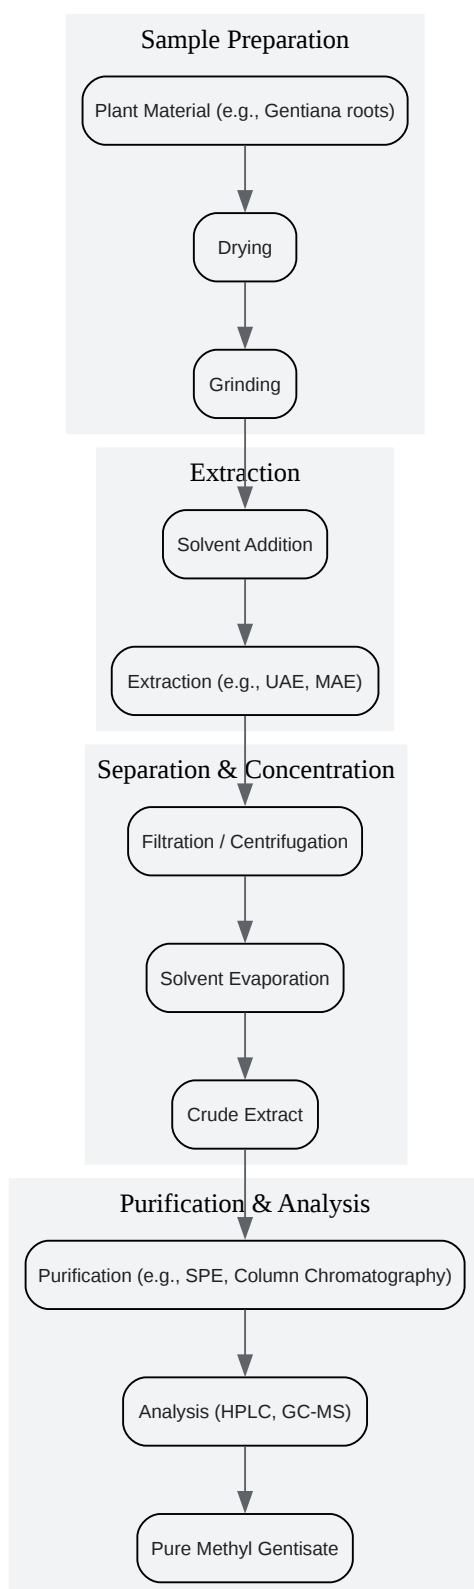 Sample Preparation
Plant Material (e.g., Gentiana roots)
Drying
Grinding
Extraction
Solvent Addition
Extraction (e.g., UAE, MAE)
Separation & Concentration
Filtration / Centrifugation
Solvent Evaporation
Crude Extract
Purification & Analysis
Purification (e.g., SPE, Column Chromatography)
Analysis (HPLC, GC-MS)
Pure Methyl Gentisate